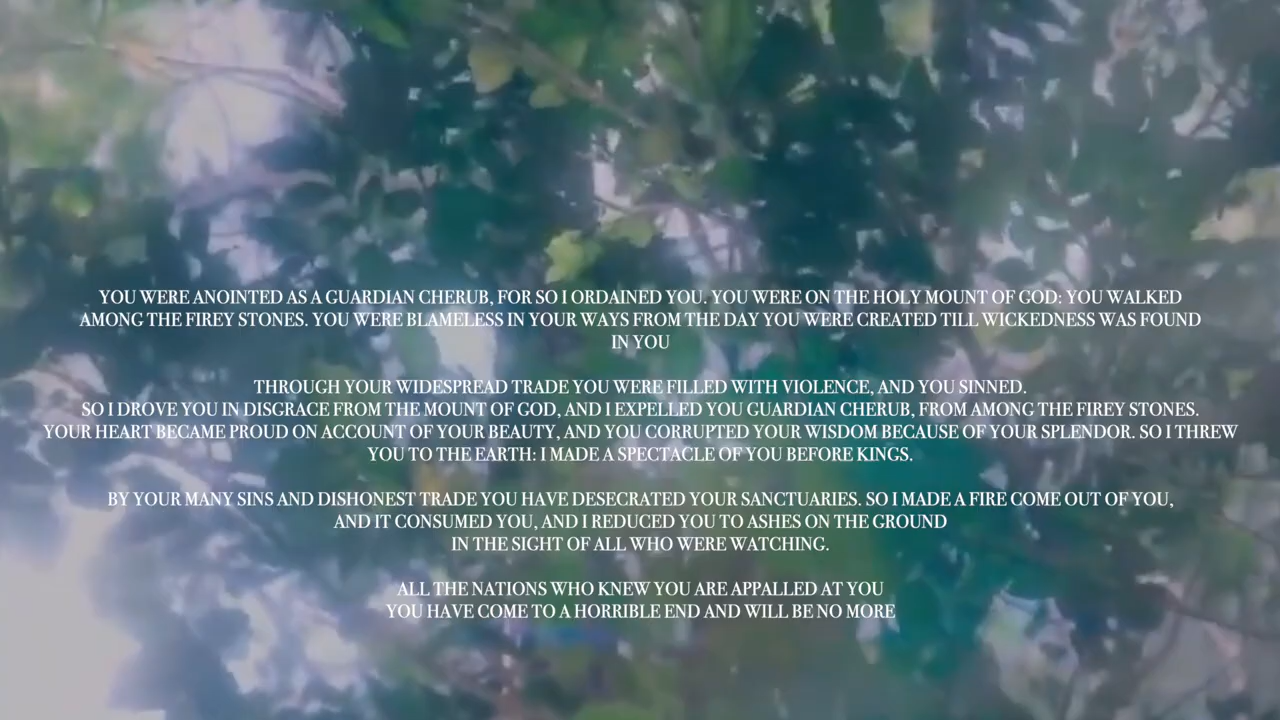 YOU WERE ANOINTED AS A GUARDIAN CHERUB, FOR SO I ORDAINED YOU. YOU WERE ON THE HOLY MOUNT OF GOD: YOU WALKED
AMONG THE FIREY STONES. YOU WERE BLAMELESS IN YOUR WAYS FROM THE DAY YOU WERE CREATED TILL WICKEDNESS WAS FOUND
IN YOU
THROUGH YOUR WIDESPREAD TRADE YOU WERE FILLED WITH VIOLENCE, AND YOU SINNED.
SO I DROVE YOU IN DISGRACE FROM THE MOUNT OF GOD, AND I EXPELLED YOU GUARDIAN CHERUB, FROM AMONG THE FIREY STONES.
YOUR HEART BECAME PROUD ON ACCOUNT OF YOUR BEAUTY, AND YOU CORRUPTED YOUR WISDOM BECAUSE OF YOUR SPLENDOR. SO I THREW
YOU TO THE EARTH: I MADE A SPECTACLE OF YOU BEFORE KINGS.
BY YOUR MANY SINS AND DISHONEST TRADE YOU HAVE DESECRATED YOUR SANCTUARIES. SO I MADE A FIRE COME OUT OF YOU,
AND IT CONSUMED YOU, AND I REDUCED YOU TO ASHES ON THE GROUND
IN THE SIGHT OF ALL WHO WERE WATCHING.
ALL THE NATIONS WHO KNEW YOU ARE APPALLED AT YOU
YOU HAVE COME TO A HORRIBLE END AND WILL BE NO MORE